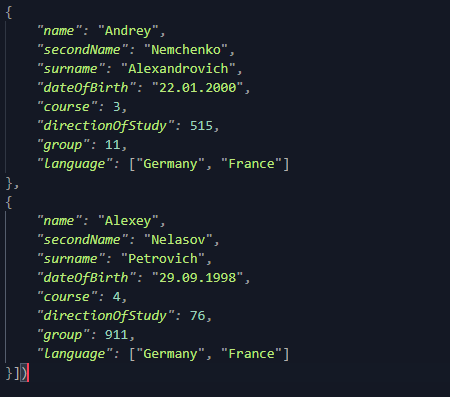 {
"name": "Andrey",
"secondName": "Nemchenko",
"surname": "Alexandrovich",
"dateOfBirth": "22.01.2000",
"course": 3,
"directionOfStudy": 515,
"group": 11,
"language": ["Germany", "France"]
},
{
"name": "Alexey",
"secondName": "Nelasov",
"surname": "Petrovich",
"dateOfBirth": "29.09.1998",
"course": 4,
"directionOfStudy": 76,
"group": 911,
"language": ["Germany", "France"]
}])